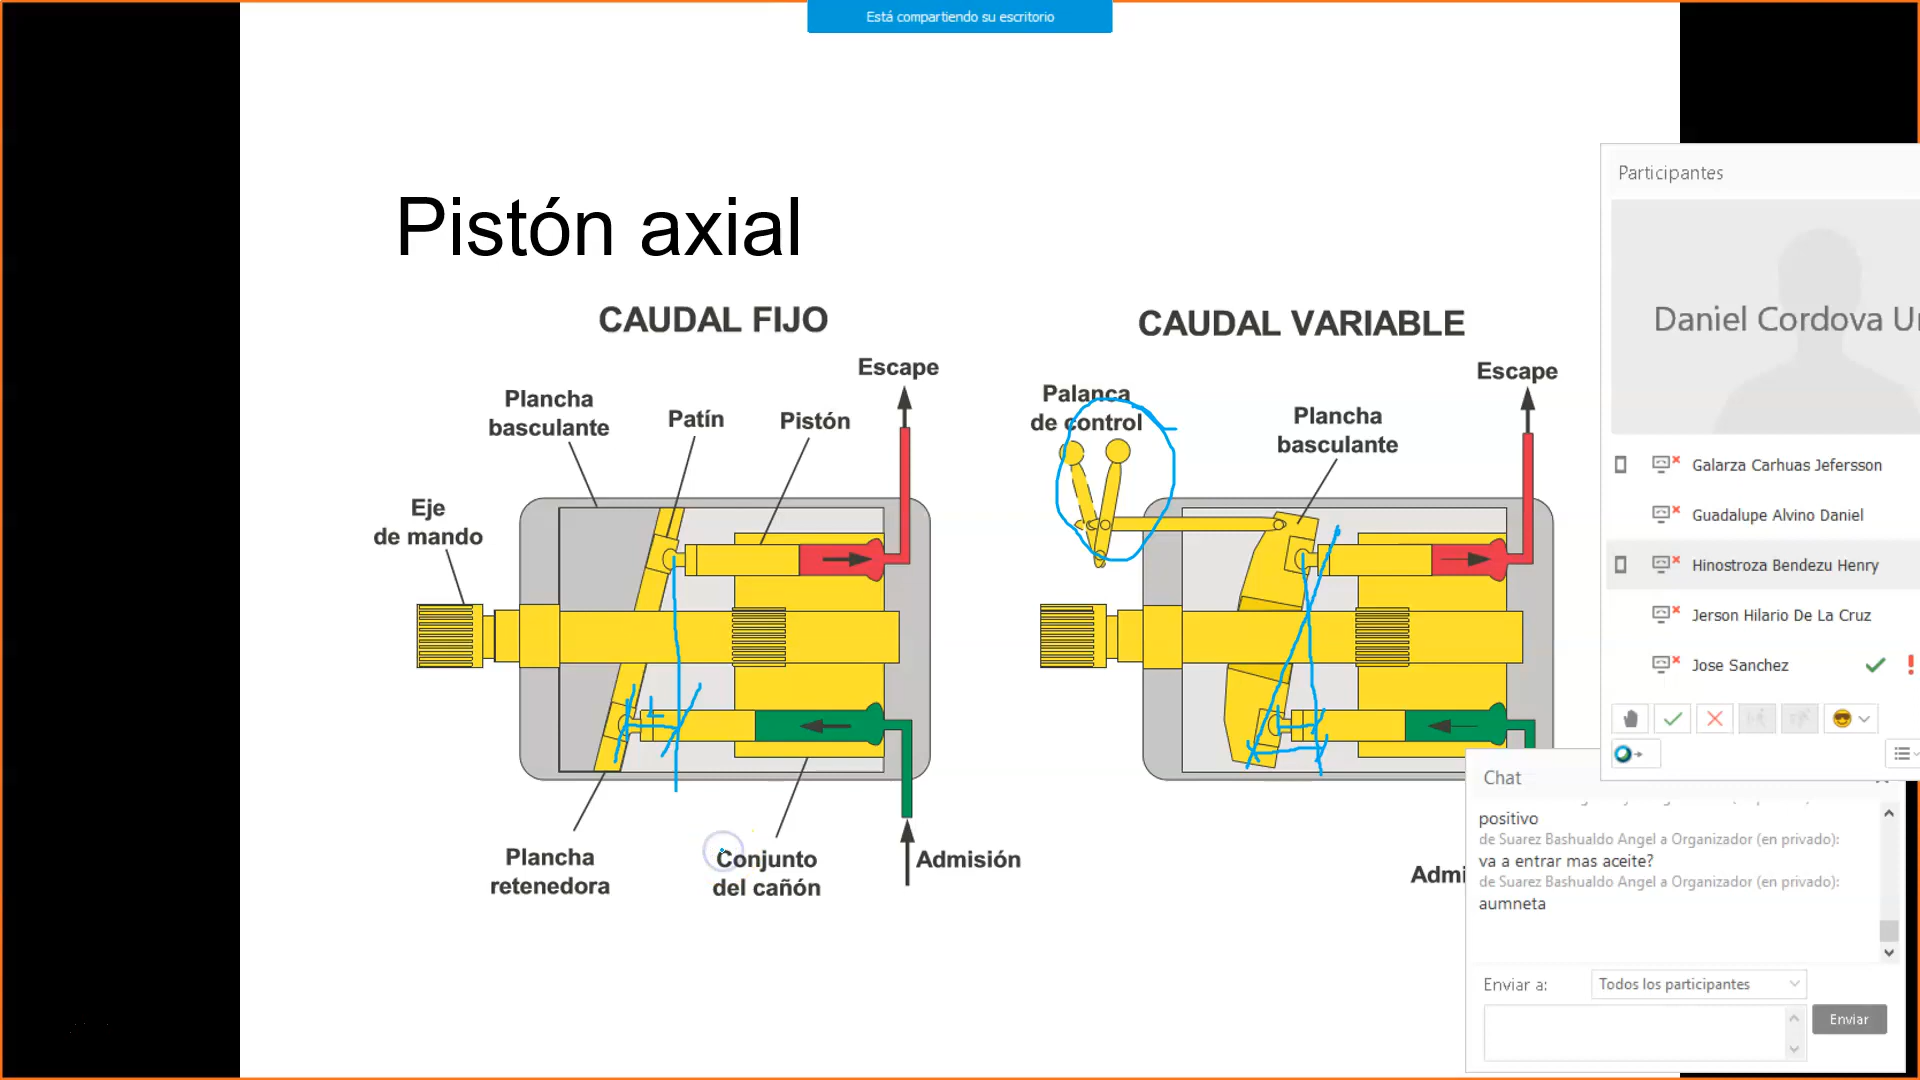 Está compartiendo su escritorio
Pistón axial
CAUDAL FIJO
Escape
Plancha
basculante
Patín
Pistón
Eje
de mando
Plancha
retenedora
Conjunto
del cañón
Admisión
CAUDAL VARIABLE
Escape
Palanca
de control
Plancha
basculante
Admi
Participantes
Daniel Cordova Ur
Galarza Carhuas Jefersson
Guadalupe Alvino Daniel
Hinostroza Bendezu Henry
Jerson Hilario De La Cruz
Jose Sanchez
Chat
positivo
de Suarez Bashualdo Angel a Organizador (en privado):
va a entrar mas aceite?
de Suarez Bashualdo Angel a Organizador (en privado):
aumneta
Enviar a:
Todos los participantes
Enviar